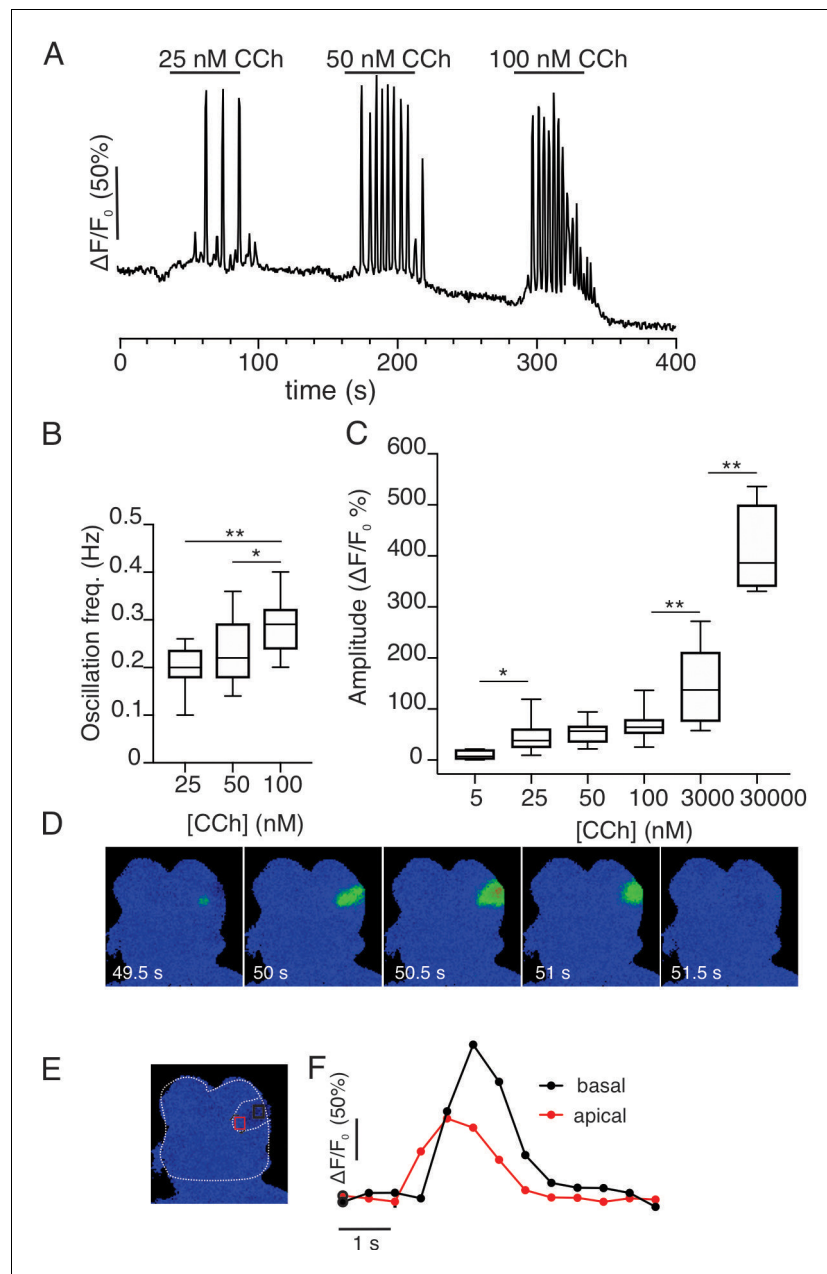 A
25 nM CCh
50 nM CCh
100 nM CCh
ΔF/F₀ (50%)
0
100
200
300
400
time (s)
B
Oscillation freq. (Hz)
0.5
0.4
0.3
0.2
0.1
0
**
*
25
50
100
[CCh] (nM)
C
Amplitude (ΔF/F₀ %)
600
500
400
300
200
100
0
*
**
**
5
25
50
100
3000
30000
[CCh] (nM)
D
49.5 s
50 s
50.5 s
51 s
51.5 s
E
F
ΔF/F₀ (50%)
basal
apical
1 s